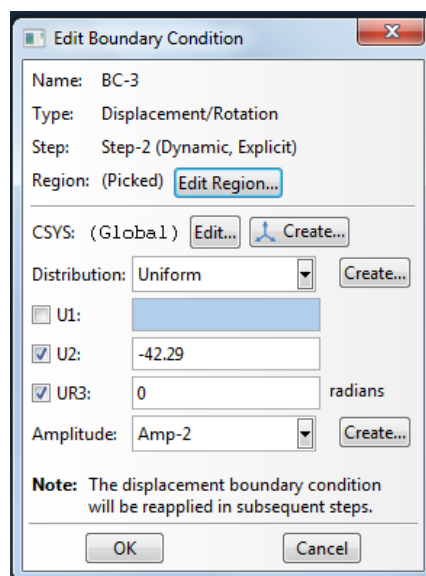 Edit Boundary Condition
Name: BC-3
Type: Displacement/Rotation
Step: Step-2 (Dynamic, Explicit)
Region: (Picked) Edit Region...
CSYS: (Global) Edit... Create...
Distribution: Uniform Create...
U1:
U2: -42.29
UR3: 0 radians
Amplitude: Amp-2 Create...
Note: The displacement boundary condition
will be reapplied in subsequent steps.
OK Cancel